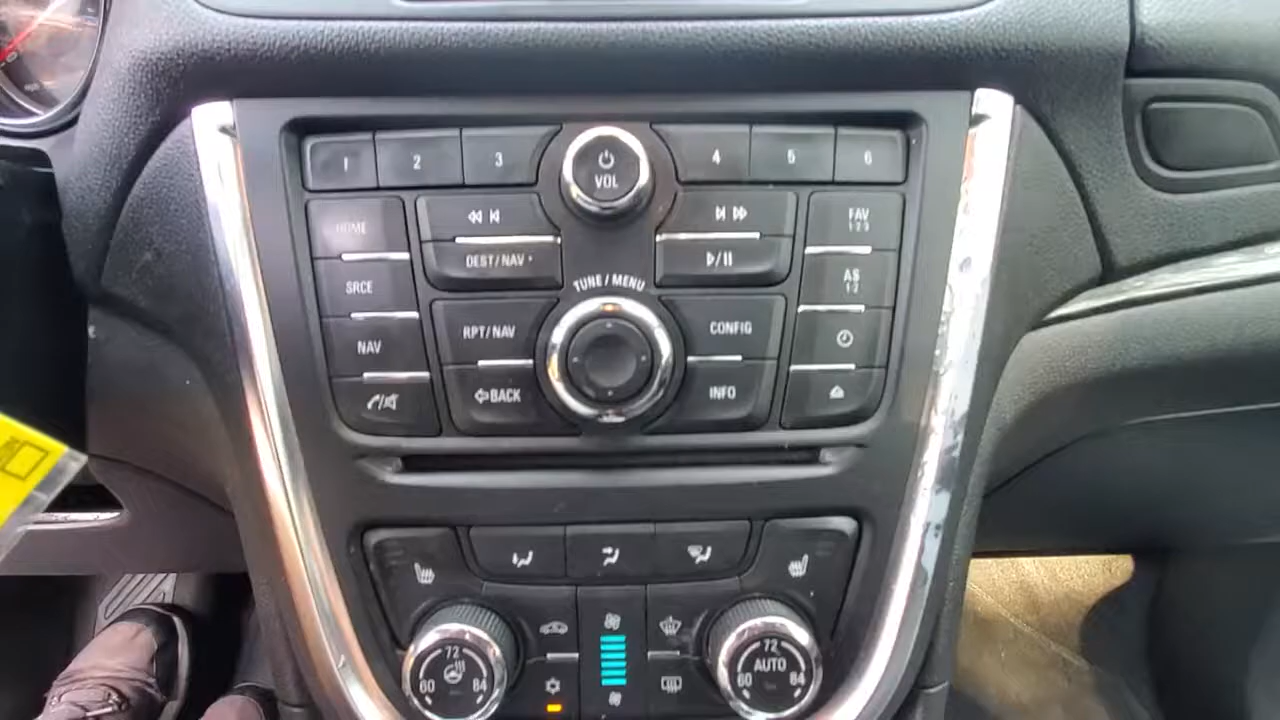 1 2 3 VOL 4 5 6
HOME
FAV
1·2·3
DEST/NAV
SRCE
TUNE / MENU
AS
1·2
RPT/NAV
CONFIG
NAV
BACK
INFO
72
60 84
72
AUTO
60 84